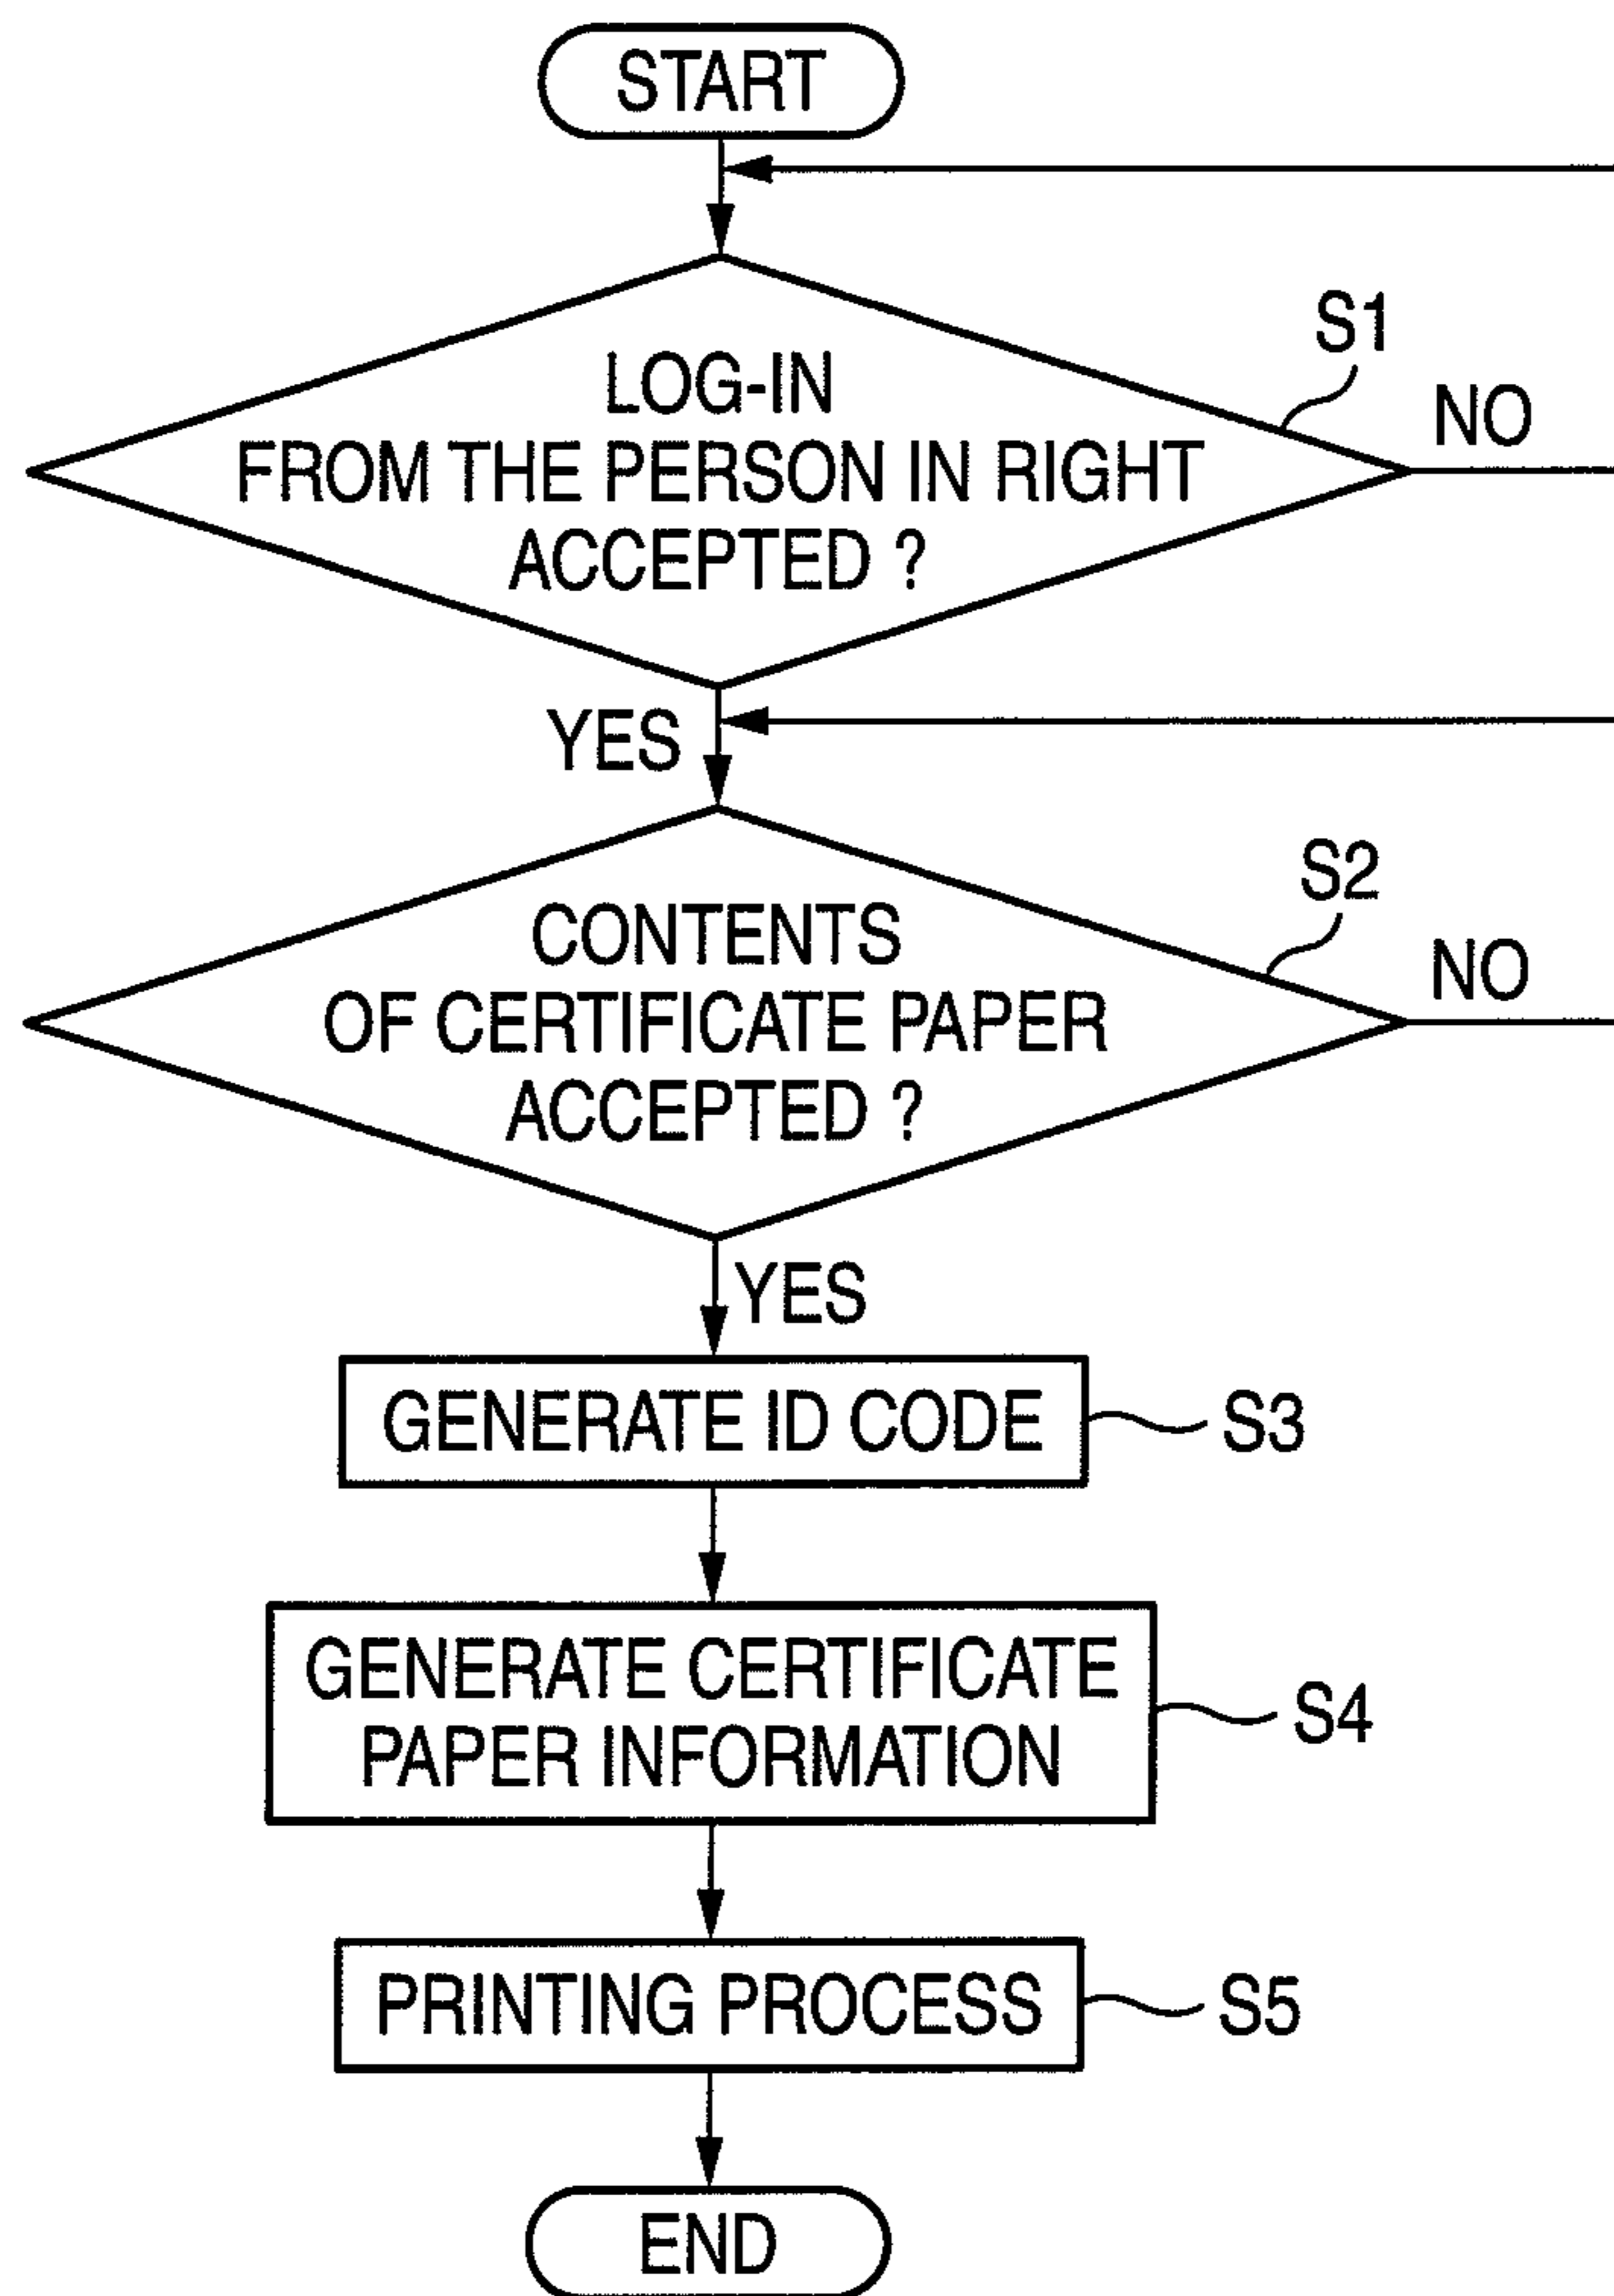 START
S1
LOG-IN
NO
FROM THE PERSON IN RIGHT
ACCEPTED ?
YES
S2
CONTENTS
NO
OF CERTIFICATE PAPER
ACCEPTED ?
YES
GENERATE ID CODE
S3
GENERATE CERTIFICATE
PAPER INFORMATION
S4
PRINTING PROCESS
S5
END